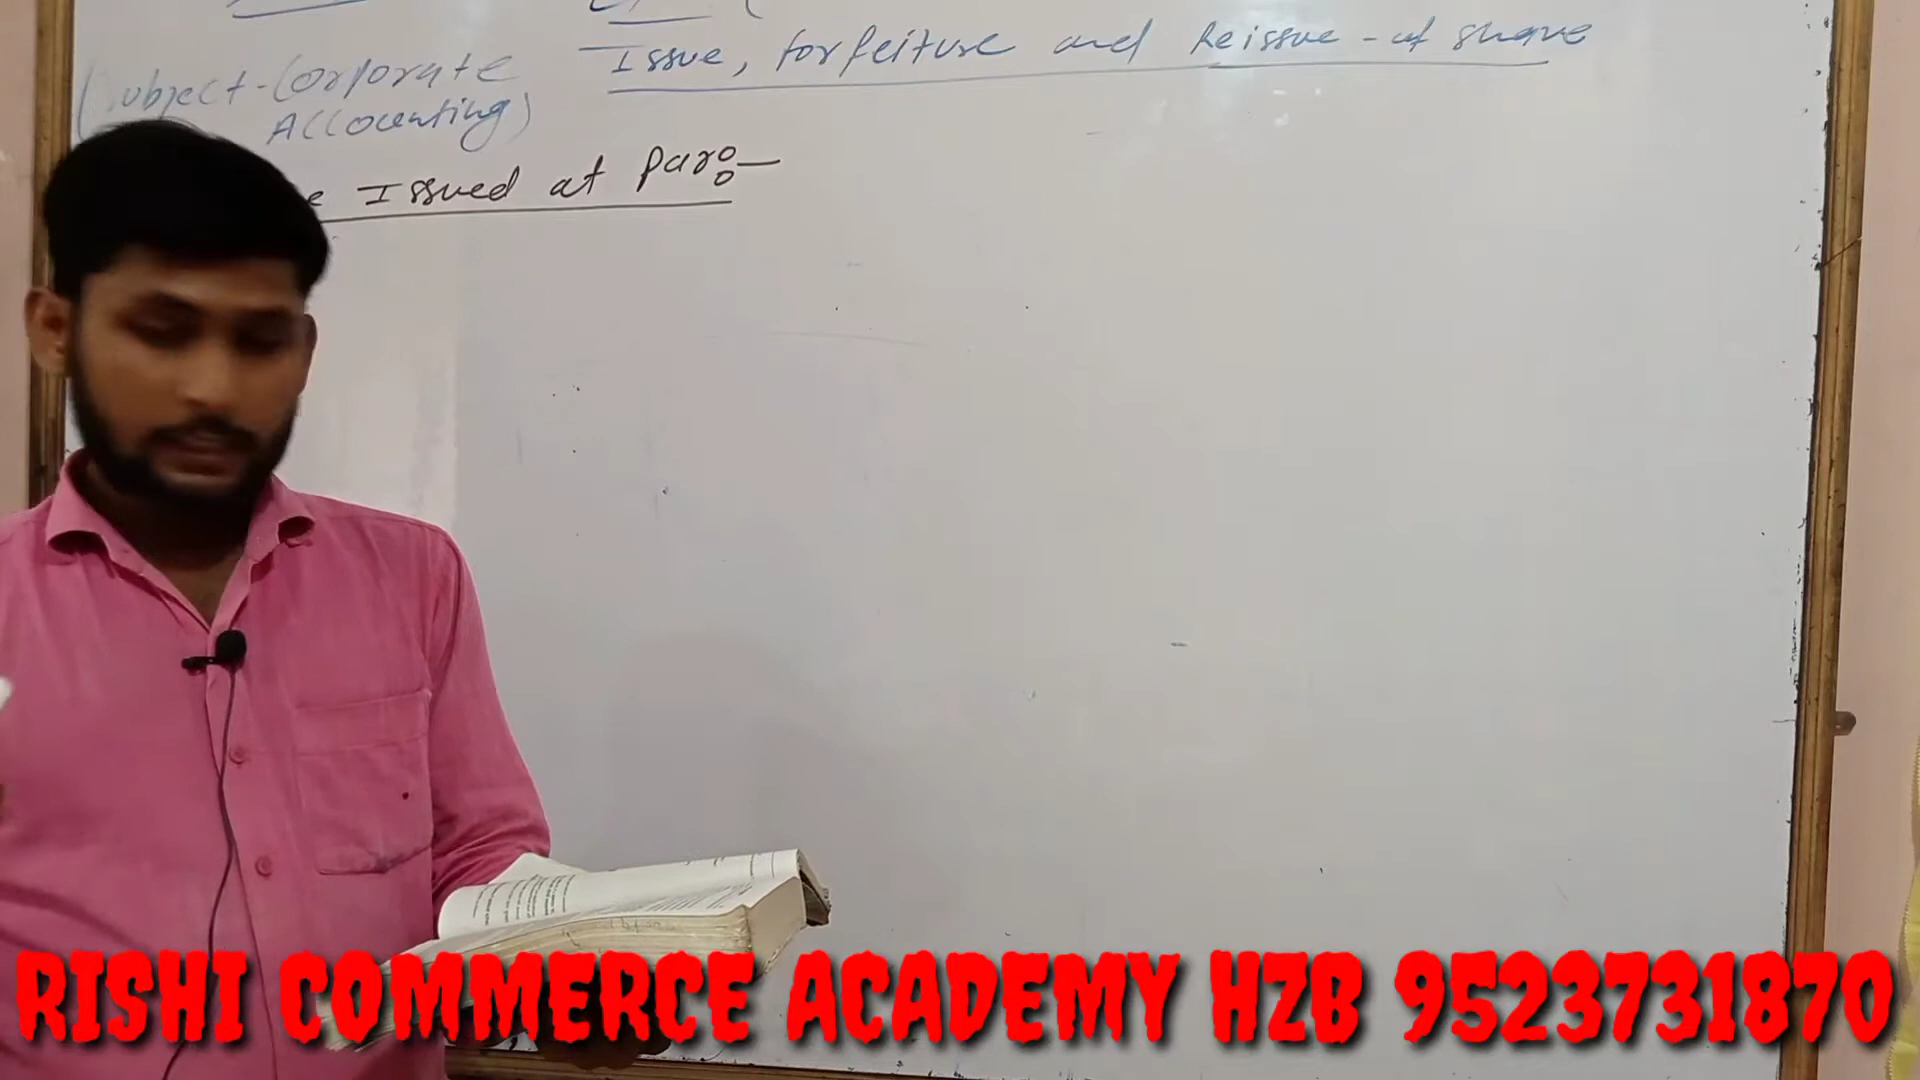 Issue, forfeiture and Reissue - of share
(Subject - Corporate
Accounting)
Issued at par:-
RISHI COMMERCE ACADEMY HZB 9523731870